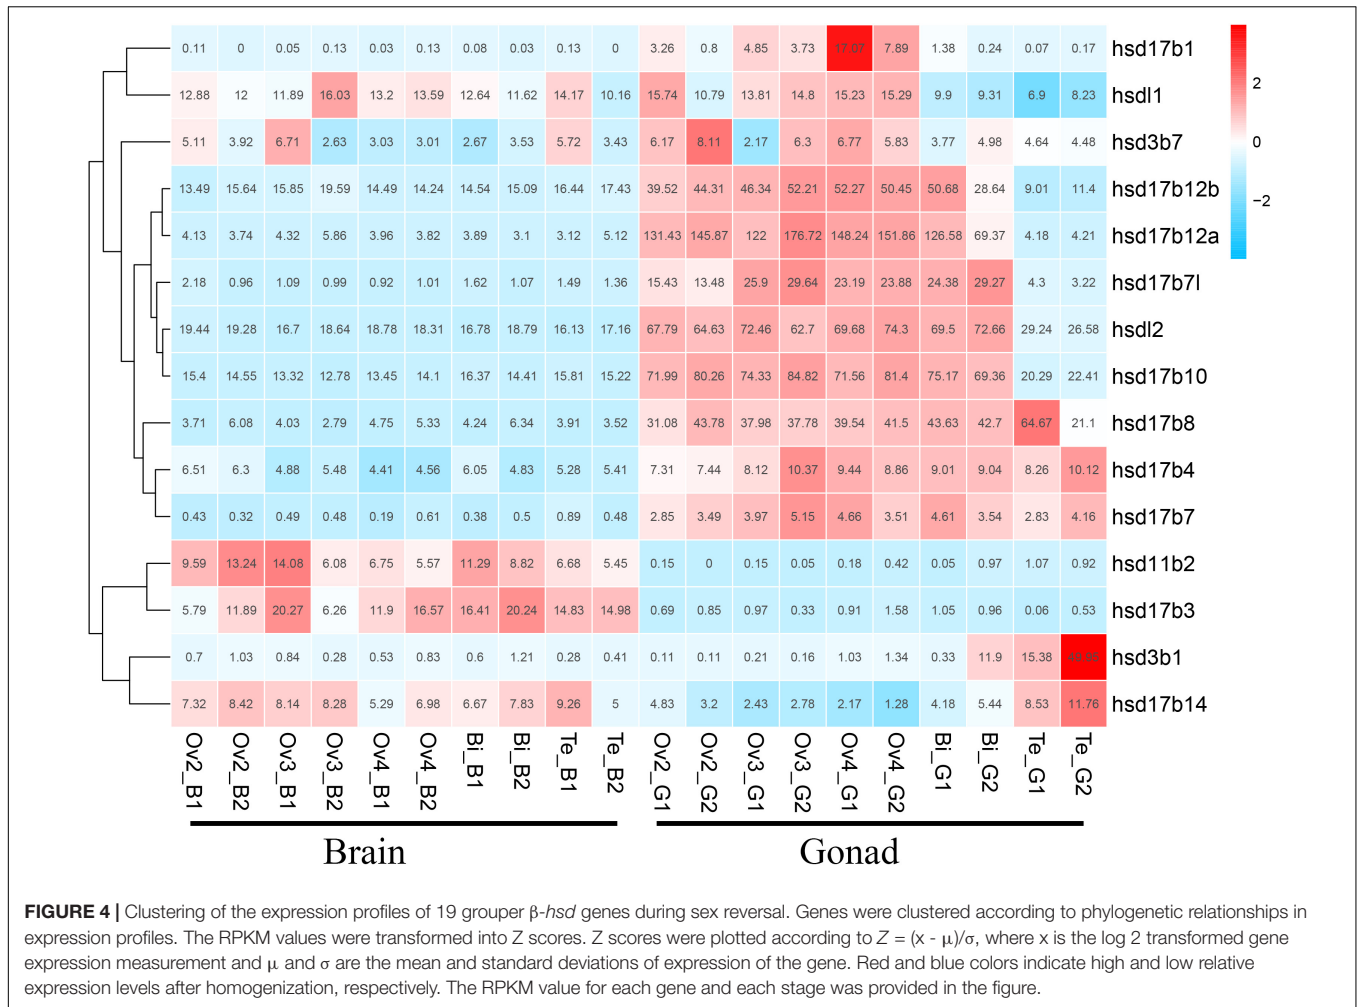 0.11 0 0.05 0.13 0.03 0.13 0.08 0.03 0.13 0 3.26 0.8 4.85 3.73 17.07 7.89 1.38 0.24 0.07 0.17 hsd17b1
2
12.88 12 11.89 16.03 13.2 13.59 12.64 11.62 14.17 10.16 15.74 10.79 13.81 14.8 15.23 15.29 9.9 9.31 6.9 8.23 hsdl1
5.11 3.92 6.71 2.63 3.03 3.01 2.67 3.53 5.72 3.43 6.17 8.11 2.17 6.3 6.77 5.83 3.77 4.98 4.64 4.48 hsd3b7
0
13.49 15.64 15.85 19.59 14.49 14.24 14.54 15.09 16.44 17.43 39.52 44.31 46.34 52.21 52.27 50.45 50.68 28.64 9.01 11.4 hsd17b12b
−2
4.13 3.74 4.32 5.86 3.96 3.82 3.89 3.1 3.12 5.12 131.43 145.87 122 176.72 148.24 151.86 126.58 69.37 4.18 4.21 hsd17b12a
2.18 0.96 1.09 0.99 0.92 1.01 1.62 1.07 1.49 1.36 15.43 13.48 25.9 29.64 23.19 23.88 24.38 29.27 4.3 3.22 hsd17b7l
19.44 19.28 16.7 18.64 18.78 18.31 16.78 18.79 16.13 17.16 67.79 64.63 72.46 62.7 69.68 74.3 69.5 72.66 29.24 26.58 hsdl2
15.4 14.55 13.32 12.78 13.45 14.1 16.37 14.41 15.81 15.22 71.99 80.26 74.33 84.82 71.56 81.4 75.17 69.36 20.29 22.41 hsd17b10
3.71 6.08 4.03 2.79 4.75 5.33 4.24 6.34 3.91 3.52 31.08 43.78 37.98 37.78 39.54 41.5 43.63 42.7 64.67 21.1 hsd17b8
6.51 6.3 4.88 5.48 4.41 4.56 6.05 4.83 5.28 5.41 7.31 7.44 8.12 10.37 9.44 8.86 9.01 9.04 8.26 10.12 hsd17b4
0.43 0.32 0.49 0.48 0.19 0.61 0.38 0.5 0.89 0.48 2.85 3.49 3.97 5.15 4.66 3.51 4.61 3.54 2.83 4.16 hsd17b7
9.59 13.24 14.08 6.08 6.75 5.57 11.29 8.82 6.68 5.45 0.15 0 0.15 0.05 0.18 0.42 0.05 0.97 1.07 0.92 hsd11b2
5.79 11.89 20.27 6.26 11.9 16.57 16.41 20.24 14.83 14.98 0.69 0.85 0.97 0.33 0.91 1.58 1.05 0.96 0.06 0.53 hsd17b3
0.7 1.03 0.84 0.28 0.53 0.83 0.6 1.21 0.28 0.41 0.11 0.11 0.21 0.16 1.03 1.34 0.33 11.9 15.38 hsd3b1
7.32 8.42 8.14 8.28 5.29 6.98 6.67 7.83 9.26 5 4.83 3.2 2.43 2.78 2.17 1.28 4.18 5.44 8.53 11.76 hsd17b14
Ov2_B1 Ov2_B2 Ov3_B1 Ov3_B2 Ov4_B1 Ov4_B2 Bi_B1 Bi_B2 Te_B1 Te_B2 Ov2_G1 Ov2_G2 Ov3_G1 Ov3_G2 Ov4_G1 Ov4_G2 Bi_G1 Bi_G2 Te_G1 Te_G2
Brain Gonad
FIGURE 4 | Clustering of the expression profiles of 19 grouper β-hsd genes during sex reversal. Genes were clustered according to phylogenetic relationships in
expression profiles. The RPKM values were transformed into Z scores. Z scores were plotted according to Z = (x - μ)/σ, where x is the log 2 transformed gene
expression measurement and μ and σ are the mean and standard deviations of expression of the gene. Red and blue colors indicate high and low relative
expression levels after homogenization, respectively. The RPKM value for each gene and each stage was provided in the figure.